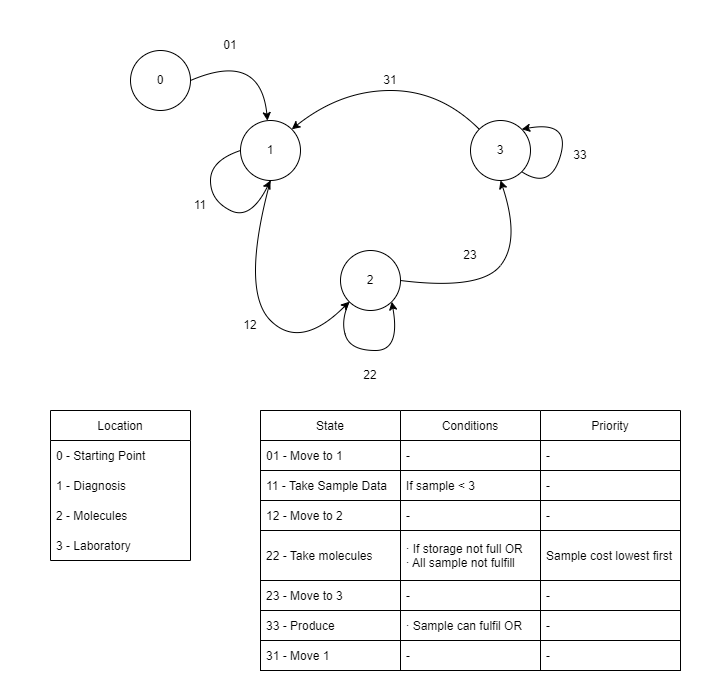 01
0
31
1
3
33
11
23
2
12
22
Location
0 - Starting Point
1 - Diagnosis
2 - Molecules
3 - Laboratory
State Conditions Priority
01 - Move to 1 - -
11 - Take Sample Data If sample < 3 -
12 - Move to 2 - -
22 - Take molecules · If storage not full OR
· All sample not fulfill Sample cost lowest first
23 - Move to 3 - -
33 - Produce · Sample can fulfil OR -
31 - Move 1 - -